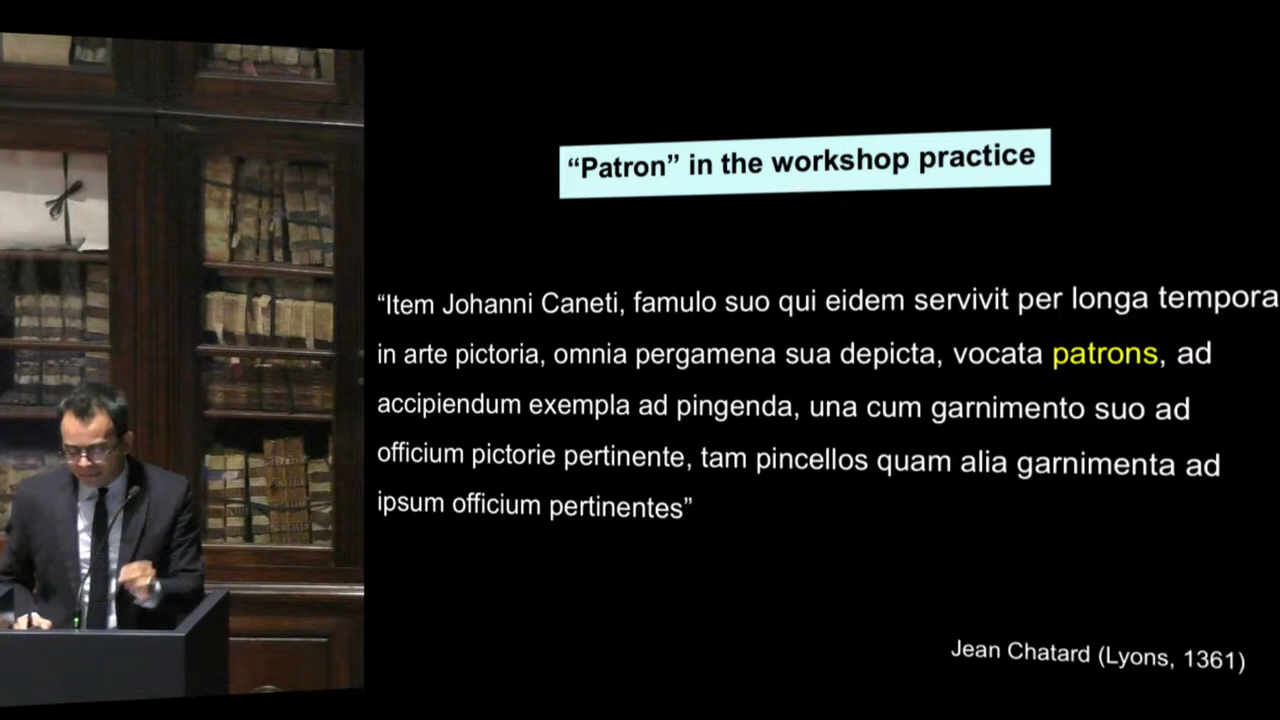 “Patron” in the workshop practice
“Item Johanni Caneti, famulo suo qui eidem servivit per longa tempora
in arte pictoria, omnia pergamena sua depicta, vocata patrons, ad
accipiendum exempla ad pingenda, una cum garnimento suo ad
officium pictorie pertinente, tam pincellos quam alia garnimenta ad
ipsum officium pertinentes”
Jean Chatard (Lyons, 1361)